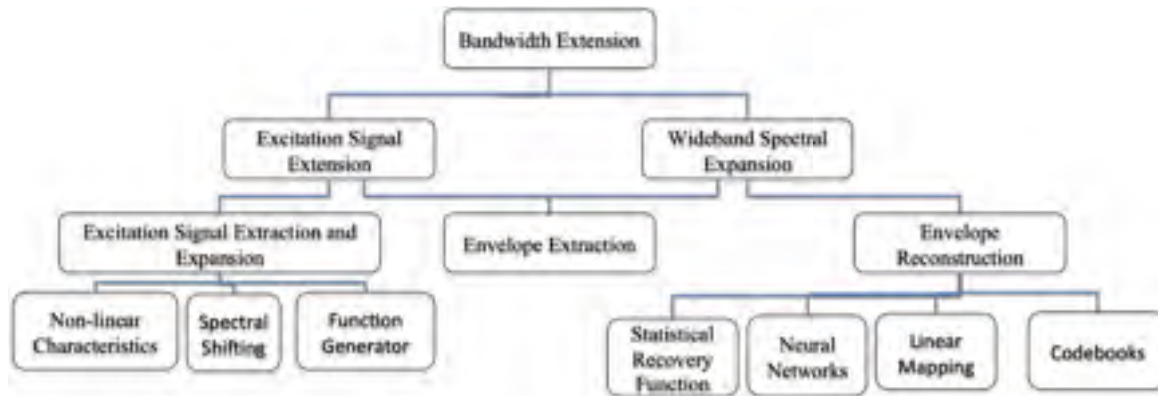 Bandwidth Extension
Excitation Signal
Extension
Wideband Spectral
Expansion
Excitation Signal Extraction and
Expansion
Envelope Extraction
Envelope
Reconstruction
Non-linear
Characteristics
Spectral
Shifting
Function
Generator
Statistical
Recovery
Function
Neural
Networks
Linear
Mapping
Codebooks